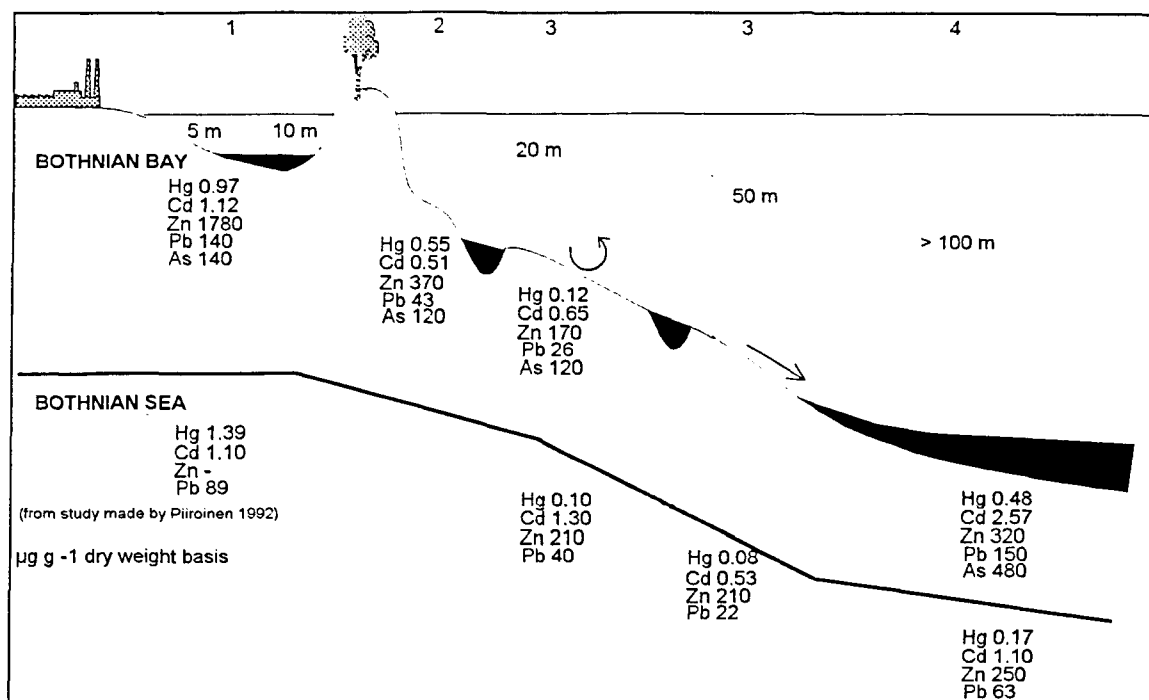 1 2 3 3 4
5 m 10 m
20 m
50 m
> 100 m
BOTHNIAN BAY
Hg 0.97
Cd 1.12
Zn 1780
Pb 140
As 140
Hg 0.55
Cd 0.51
Zn 370
Pb 43
As 120
Hg 0.12
Cd 0.65
Zn 170
Pb 26
As 120
Hg 0.48
Cd 2.57
Zn 320
Pb 150
As 480
BOTHNIAN SEA
Hg 1.39
Cd 1.10
Zn -
Pb 89
(from study made by Piiroinen 1992)
µg g -1 dry weight basis
Hg 0.10
Cd 1.30
Zn 210
Pb 40
Hg 0.08
Cd 0.53
Zn 210
Pb 22
Hg 0.17
Cd 1.10
Zn 250
Pb 63